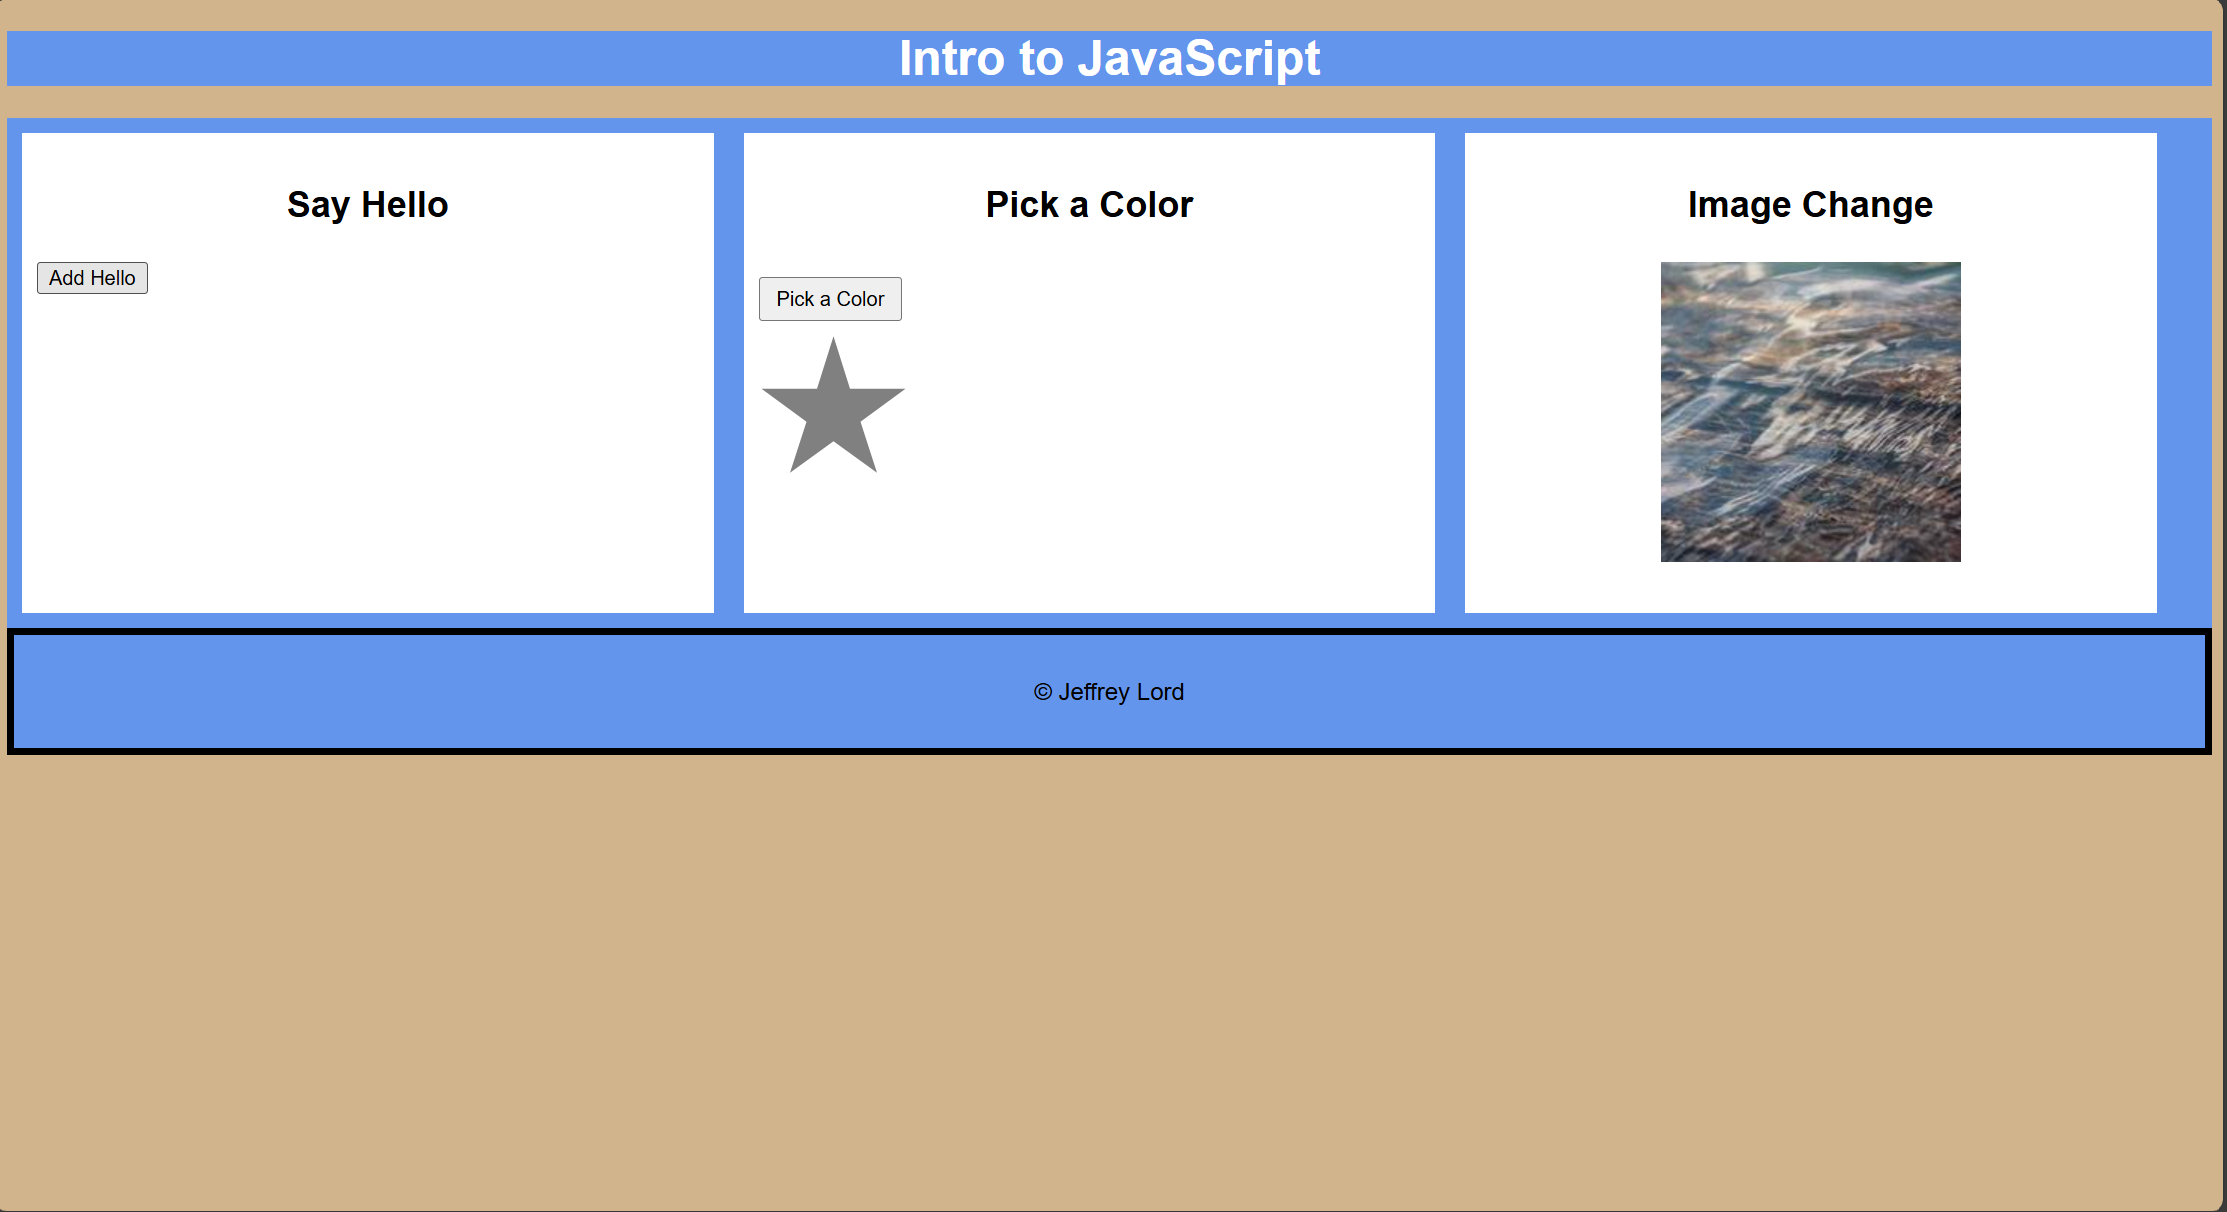 Intro to JavaScript
Say Hello
Add Hello
Pick a Color
Pick a Color
Image Change
© Jeffrey Lord